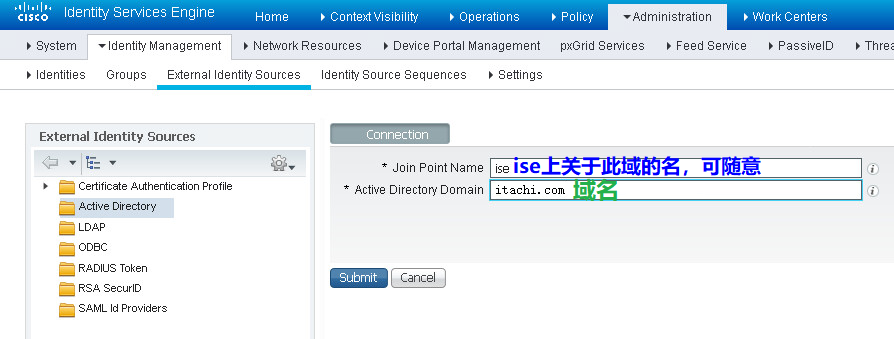 CISCO Identity Services Engine Home Context Visibility Operations Policy Administration Work Centers
System Identity Management Network Resources Device Portal Management pxGrid Services Feed Service PassiveID
Identities Groups External Identity Sources Identity Source Sequences Settings
External Identity Sources
Certificate Authentication Profile
Active Directory
LDAP
ODBC
RADIUS Token
RSA SecurID
SAML Id Providers
Connection
* Join Point Name ise ise上关于此域的名，可随意
* Active Directory Domain itachi.com 域名
Submit Cancel